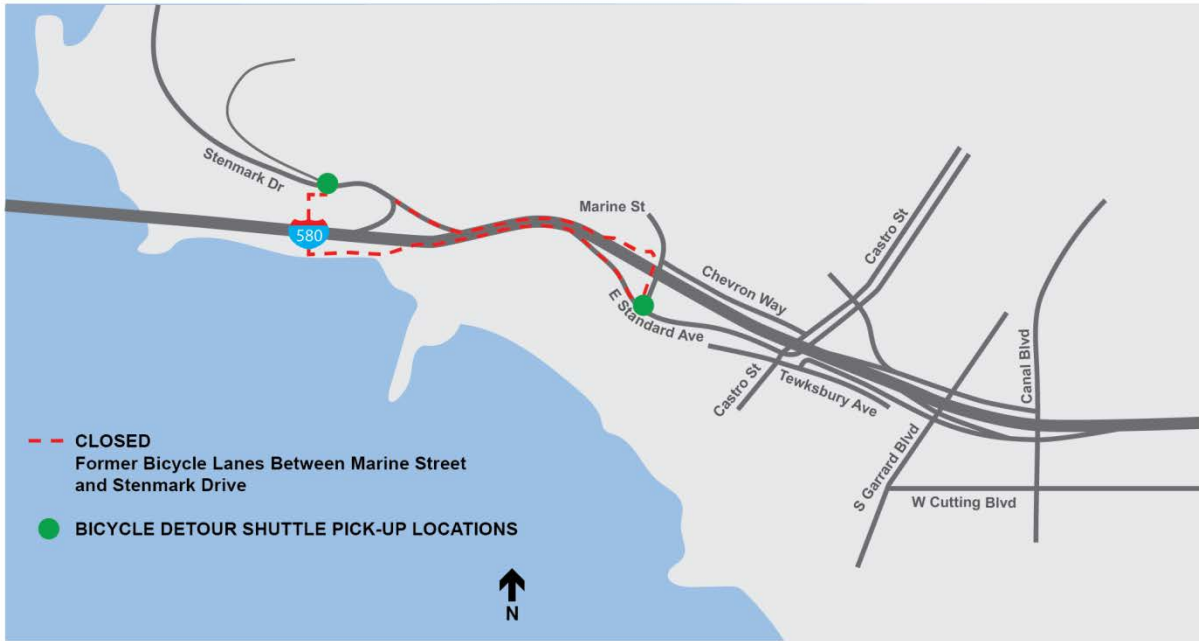 Stenmark Dr
580
Marine St
Castro St
Chevron Way
E Standard Ave
Castro St
Tewksbury Ave
Canal Blvd
S Garrard Blvd
W Cutting Blvd
CLOSED
Former Bicycle Lanes Between Marine Street
and Stenmark Drive
BICYCLE DETOUR SHUTTLE PICK-UP LOCATIONS
N